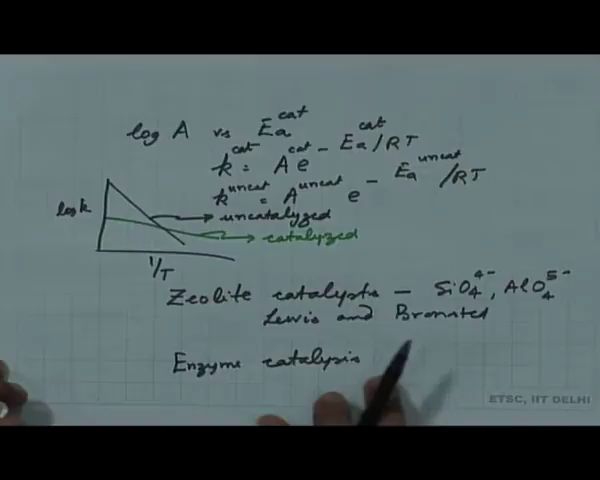 log A vs Ea^cat
k^cat = A^cat e^- Ea^cat/RT
k^uncat = A^uncat e^- Ea^uncat/RT
log k
→ uncatalyzed
→ catalyzed
1/T
Zeolite catalysts - SiO4^4-, AlO4^5-
Lewis and Bronsted
Enzyme catalysis
ETSC, IIT DELHI